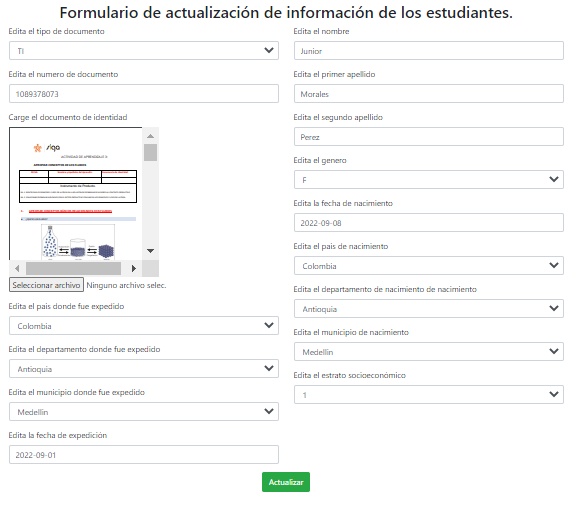 Formulario de actualización de información de los estudiantes.
Edita el tipo de documento
TI
Edita el numero de documento
1089378073
Carge el documento de identidad
siga
ACTIVIDAD DE APRENDIZAJE
Seleccionar archivo Ninguno archivo selec.
Edita el pais donde fue expedido
Colombia
Edita el departamento donde fue expedido
Antioquia
Edita el municipio donde fue expedido
Medellin
Edita la fecha de expedición
2022-09-01
Edita el nombre
Junior
Edita el primer apellido
Morales
Edita el segundo apellido
Perez
Edita el genero
F
Edita la fecha de nacimiento
2022-09-08
Edita el pais de nacimiento
Colombia
Edita el departamento de nacimiento de nacimiento
Antioquia
Edita el municipio de nacimiento
Medellin
Edita el estrato socioeconómico
1
Actualizar